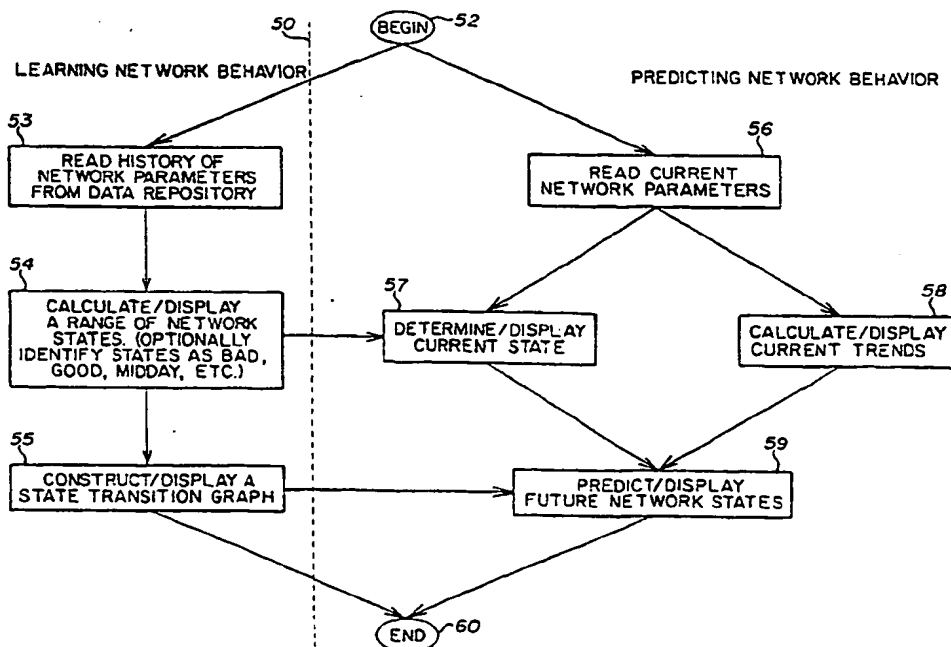 50
BEGIN
52
LEARNING NETWORK BEHAVIOR
PREDICTING NETWORK BEHAVIOR
53
READ HISTORY OF
NETWORK PARAMETERS
FROM DATA REPOSITORY
56
READ CURRENT
NETWORK PARAMETERS
54
CALCULATE/DISPLAY
A RANGE OF NETWORK
STATES. (OPTIONALLY
IDENTIFY STATES AS BAD,
GOOD, MIDDAY, ETC.)
57
DETERMINE/DISPLAY
CURRENT STATE
58
CALCULATE/DISPLAY
CURRENT TRENDS
55
CONSTRUCT/DISPLAY A
STATE TRANSITION GRAPH
59
PREDICT/DISPLAY
FUTURE NETWORK STATES
END
60